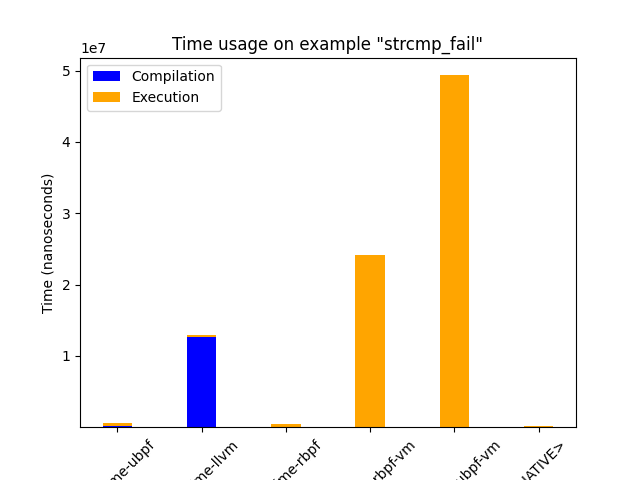 Time usage on example "strcmp_fail"
1e7
Compilation
Execution
5
4
3
2
1
Time (nanoseconds)
me-ubpf
me-llvm
me-rbpf
rbpf-vm
ubpf-vm
NATIVE>